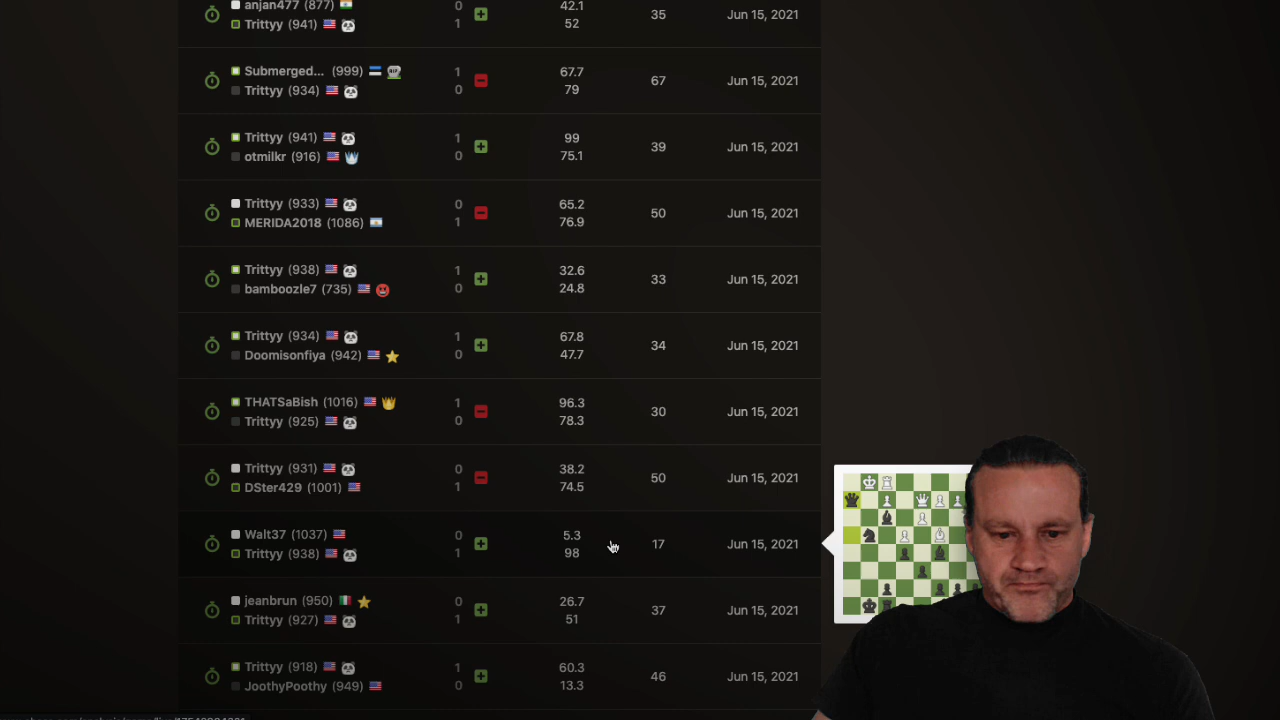 anjan477 (877) 0 42.1
Trittyy (941) 1 52 35 Jun 15, 2021
Submerged... (999) 1 67.7
Trittyy (934) 0 79 67 Jun 15, 2021
Trittyy (941) 1 99
otmilkr (916) 0 75.1 39 Jun 15, 2021
Trittyy (933) 0 65.2
MERIDA2018 (1086) 1 76.9 50 Jun 15, 2021
Trittyy (938) 1 32.6
bamboozle7 (735) 0 24.8 33 Jun 15, 2021
Trittyy (934) 1 67.8
Doomisonfiya (942) 0 47.7 34 Jun 15, 2021
THATSaBish (1016) 1 96.3
Trittyy (925) 0 78.3 30 Jun 15, 2021
Trittyy (931) 0 38.2
DSter429 (1001) 1 74.5 50 Jun 15, 2021
Walt37 (1037) 0 5.3
Trittyy (938) 1 98 17 Jun 15, 2021
jeanbrun (950) 0 26.7
Trittyy (927) 1 51 37 Jun 15, 2021
Trittyy (918) 1 60.3
JoothyPoothy (949) 0 13.3 46 Jun 15, 2021